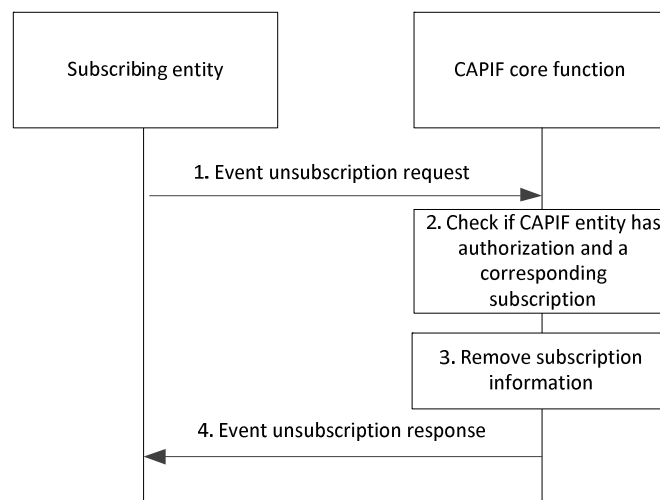 Subscribing entity
CAPIF core function
1. Event unsubscription request
2. Check if CAPIF entity has
authorization and a
corresponding
subscription
3. Remove subscription
information
4. Event unsubscription response